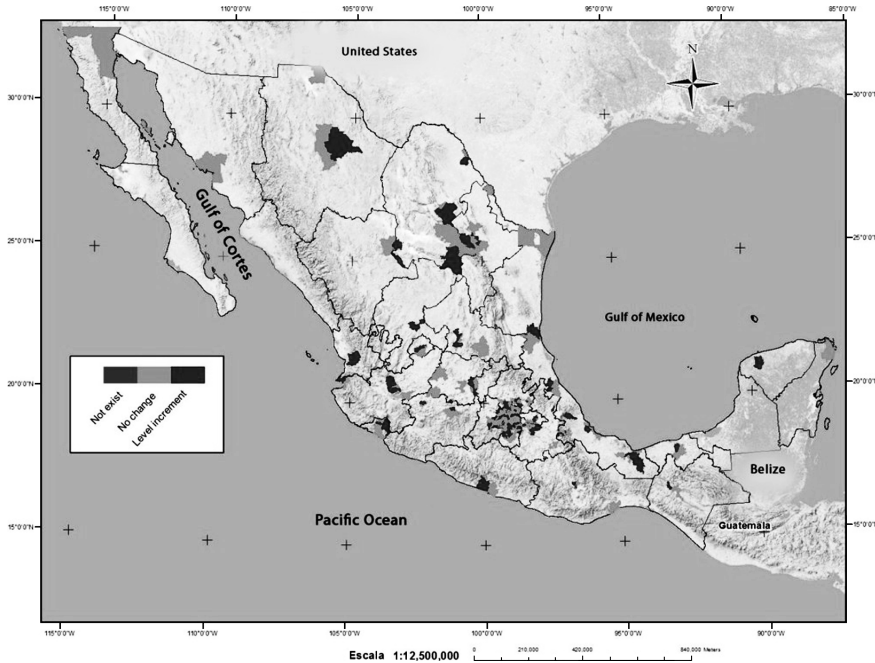 115°0'0"W 110°0'0"W 105°0'0"W 100°0'0"W 95°0'0"W 90°0'0"W 85°0'0"W
United States
N
30°0'0"N 30°0'0"N
Gulf of Cortes
25°0'0"N 25°0'0"N
Gulf of Mexico
Not exist
No change
Level increment
20°0'0"N 20°0'0"N
Belize
Pacific Ocean
Guatemala
15°0'0"N 15°0'0"N
115°0'0"W 110°0'0"W 105°0'0"W 100°0'0"W 95°0'0"W 90°0'0"W
Escala 1:12,500,000
0 210,000 420,000 840,000 Meters